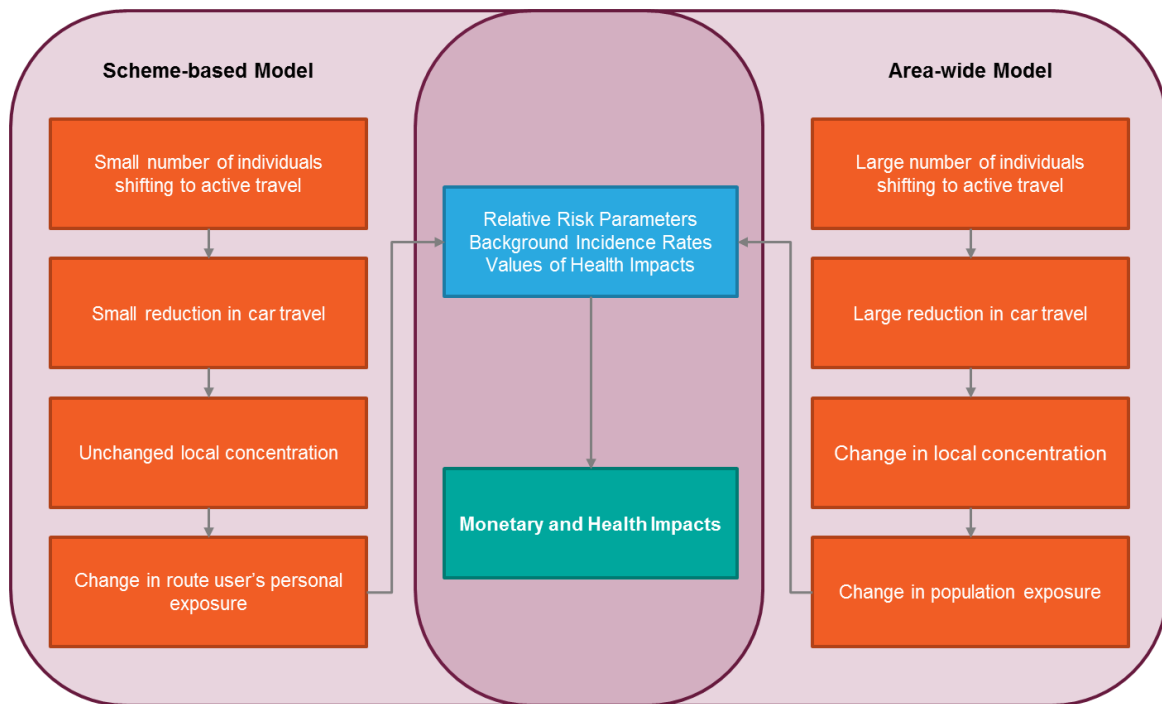 Scheme-based Model
Small number of individuals
shifting to active travel
Small reduction in car travel
Unchanged local concentration
Change in route user's personal
exposure
Relative Risk Parameters
Background Incidence Rates
Values of Health Impacts
Monetary and Health Impacts
Area-wide Model
Large number of individuals
shifting to active travel
Large reduction in car travel
Change in local concentration
Change in population exposure